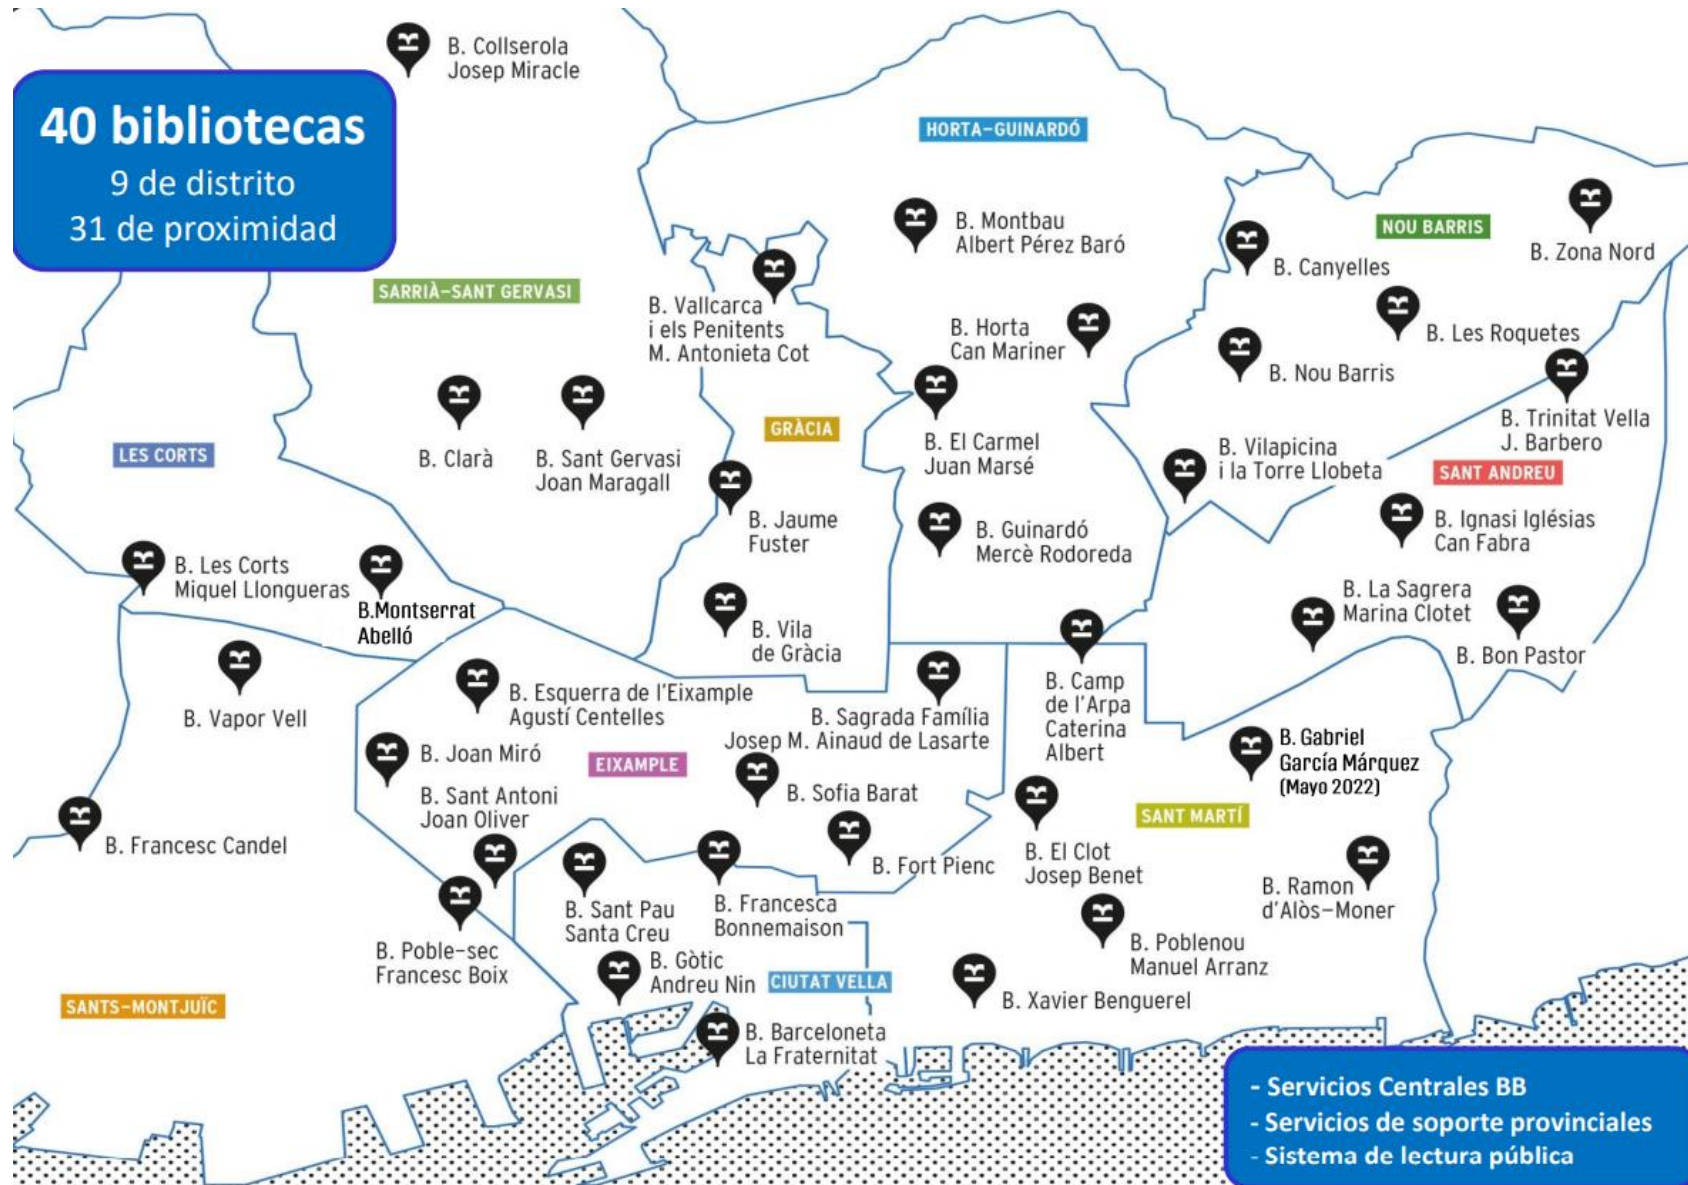 B. Collserola
Josep Miracle
40 bibliotecas
9 de distrito
31 de proximidad
HORTA-GUINARDÓ
B. Montbau
Albert Pérez Baró
NOU BARRIS
B. Zona Nord
B. Canyelles
SARRIÀ-SANT GERVASI
B. Vallcarca
i els Penitents
M. Antonieta Cot
B. Horta
Can Mariner
B. Les Roquetes
B. Nou Barris
B. Trinitat Vella
J. Barbero
GRÀCIA
LES CORTS
B. Clarà
B. Sant Gervasi
Joan Maragall
B. El Carmel
Juan Marsé
B. Vilapicina
i la Torre Llobeta
SANT ANDREU
B. Jaume
Fuster
B. Guinardó
Mercè Rodoreda
B. Ignasi Iglésias
Can Fabra
B. Les Corts
Miquel Llongueras
B.Montserrat
Abelló
B. La Sagrera
Marina Clotet
B. Vila
de Gràcia
B. Bon Pastor
B. Vapor Vell
B. Esquerra de l'Eixample
Agustí Centelles
B. Sagrada Família
Josep M. Ainaud de Lasarte
B. Camp
de l'Arpa
Caterina
Albert
B. Gabriel
García Márquez
(Mayo 2022)
B. Joan Miró
EIXAMPLE
B. Sofia Barat
B. Sant Antoni
Joan Oliver
SANT MARTÍ
B. Francesc Candel
B. Fort Pienc
B. El Clot
Josep Benet
B. Ramon
d'Alòs-Moner
B. Sant Pau
Santa Creu
B. Francesca
Bonnemaison
B. Poble-sec
Francesc Boix
B. Poblenou
Manuel Arranz
B. Gòtic
Andreu Nin
CIUTAT VELLA
B. Xavier Benguerel
SANTS-MONTJUÏC
B. Barceloneta
La Fraternitat
- Servicios Centrales BB
- Servicios de soporte provinciales
- Sistema de lectura pública